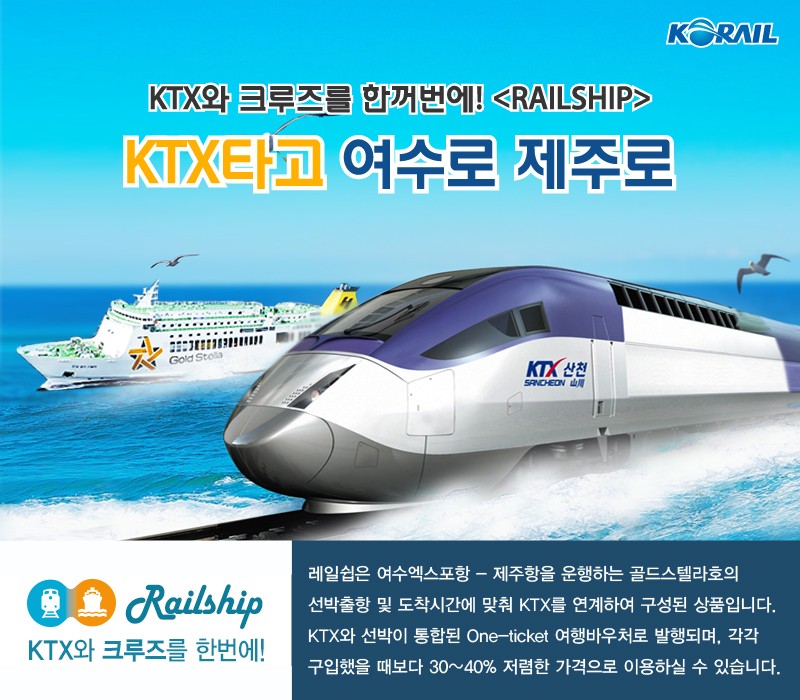 KORAIL
KTX와 크루즈를 한꺼번에! <RAILSHIP>
KTX타고 여수로 제주로
Gold Stella
KTX 산천
SANCHEON 山川
Railship
KTX와 크루즈를 한번에!
레일쉽은 여수엑스포항 - 제주항을 운행하는 골드스텔라호의
선박출항 및 도착시간에 맞춰 KTX를 연계하여 구성된 상품입니다.
KTX와 선박이 통합된 One-ticket 여행바우처로 발행되며, 각각
구입했을 때보다 30~40% 저렴한 가격으로 이용하실 수 있습니다.